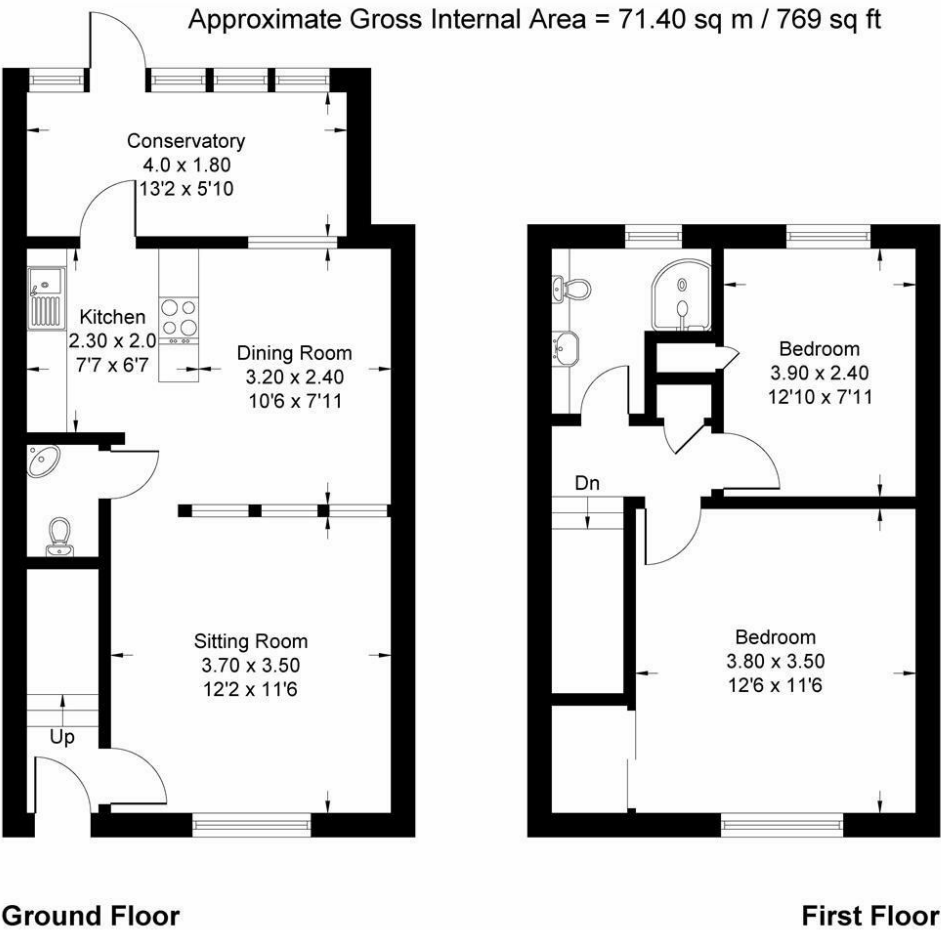 Approximate Gross Internal Area = 71.40 sq m / 769 sq ft
Conservatory
4.0 x 1.80
13'2 x 5'10
Kitchen
2.30 x 2.0
7'7 x 6'7
Dining Room
3.20 x 2.40
10'6 x 7'11
Sitting Room
3.70 x 3.50
12'2 x 11'6
Up
Bedroom
3.90 x 2.40
12'10 x 7'11
Dn
Bedroom
3.80 x 3.50
12'6 x 11'6
Ground Floor
First Floor